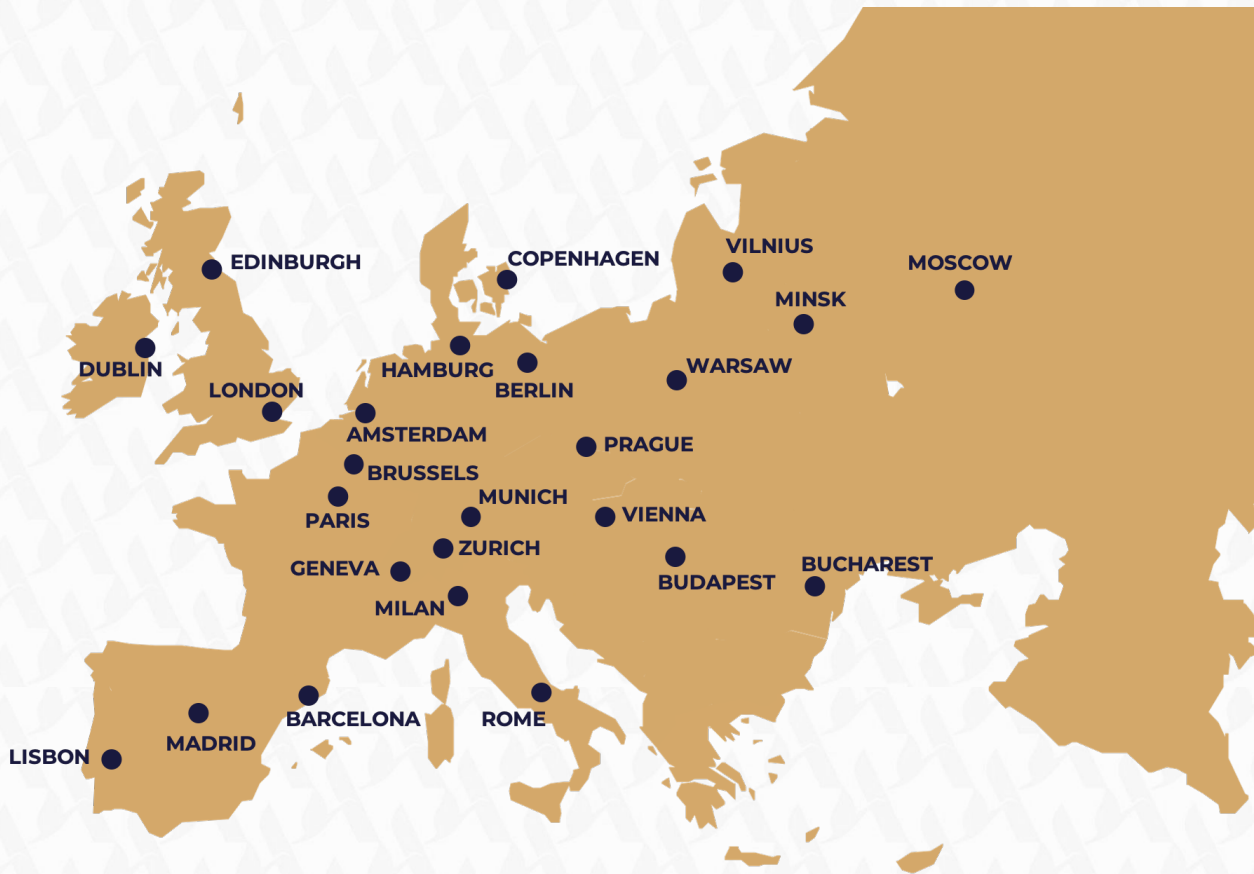 VILNIUS
COPENHAGEN
EDINBURGH
MOSCOW
MINSK
WARSAW
DUBLIN
HAMBURG
LONDON
BERLIN
AMSTERDAM
PRAGUE
BRUSSELS
MUNICH
PARIS
VIENNA
ZURICH
GENEVA
BUCHAREST
BUDAPEST
MILAN
BARCELONA
ROME
MADRID
LISBON